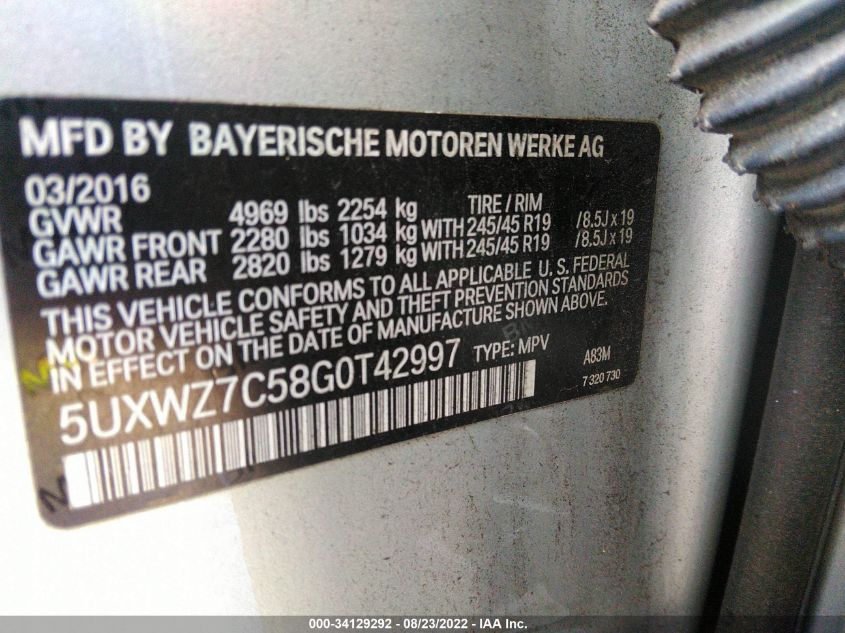 MFD BY BAYERISCHE MOTOREN WERKE AG
03/2016 TIRE / RIM
GVWR 4969 lbs 2254 kg
GAWR FRONT 2280 lbs 1034 kg WITH 245/45 R19 /8.5J x 19
GAWR REAR 2820 lbs 1279 kg WITH 245/45 R19 /8.5J x 19
THIS VEHICLE CONFORMS TO ALL APPLICABLE U. S. FEDERAL
MOTOR VEHICLE SAFETY AND THEFT PREVENTION STANDARDS
IN EFFECT ON THE DATE OF MANUFACTURE SHOWN ABOVE.
5UXWZ7C58G0T42997 TYPE: MPV A83M
7 320 730
000-34129292 - 08/23/2022 - IAA Inc.